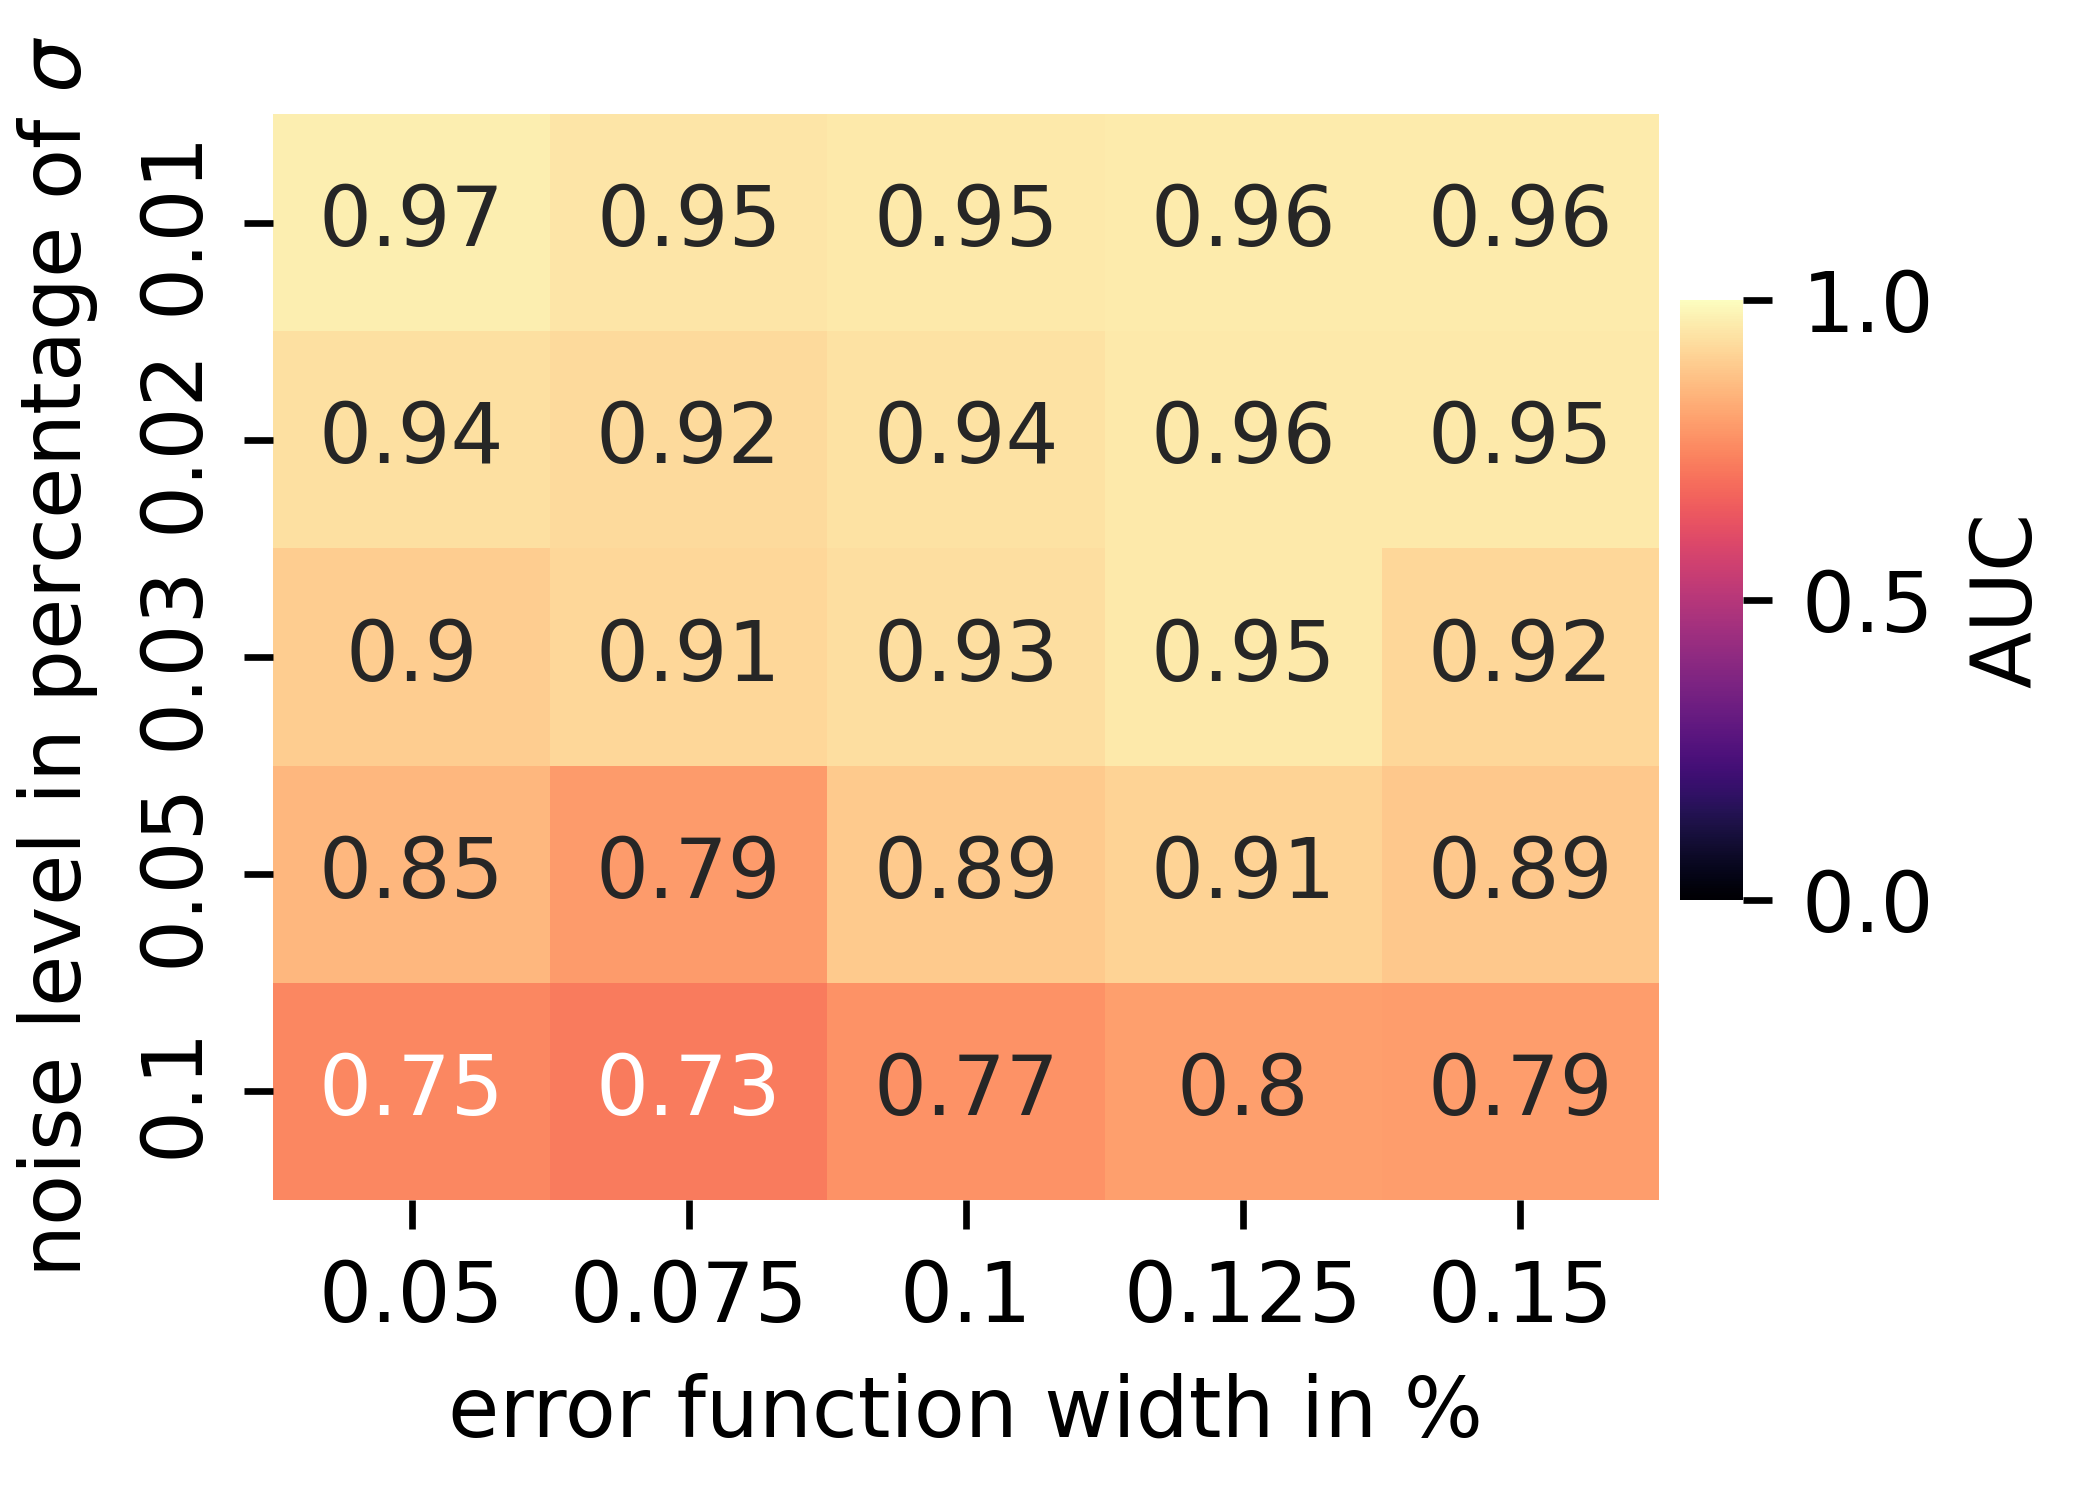 noise level in percentage of σ
0.01 0.97 0.95 0.95 0.96 0.96
0.02 0.94 0.92 0.94 0.96 0.95
0.03 0.9 0.91 0.93 0.95 0.92
0.05 0.85 0.79 0.89 0.91 0.89
0.1 0.75 0.73 0.77 0.8 0.79
0.05 0.075 0.1 0.125 0.15
error function width in %
1.0
0.5
0.0
AUC